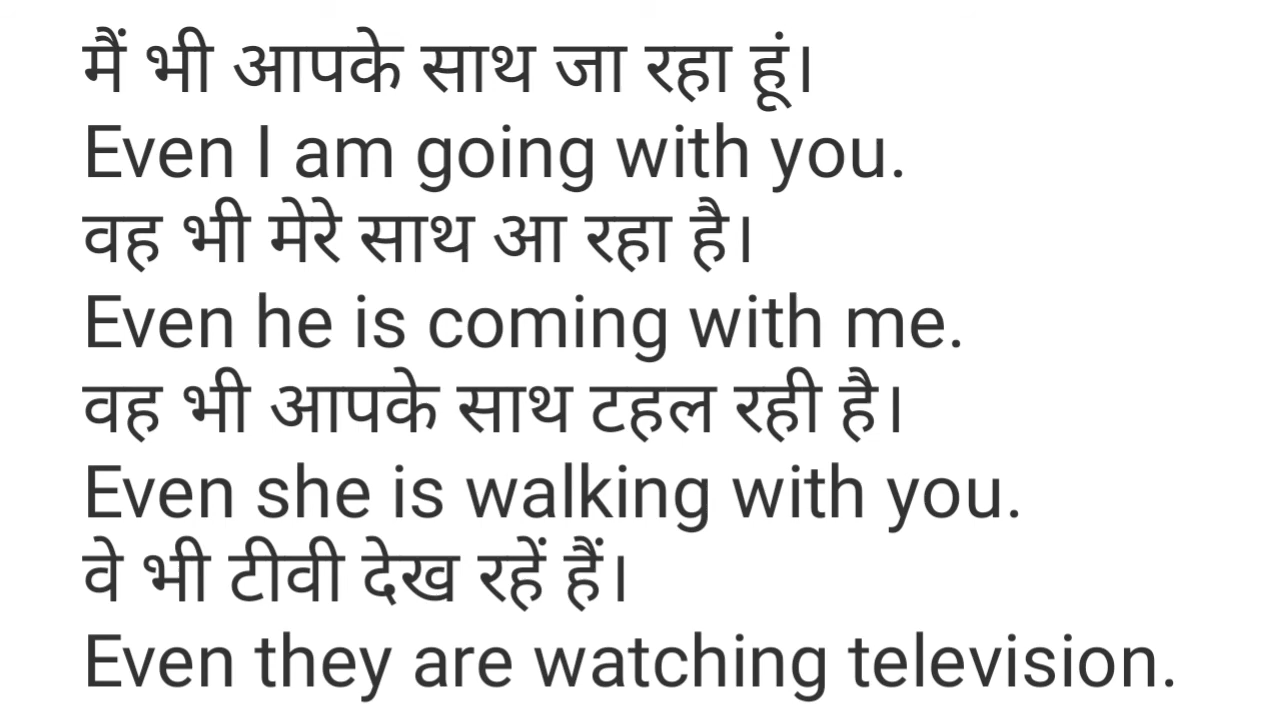 मैं भी आपके साथ जा रहा हूं।
Even I am going with you.
वह भी मेरे साथ आ रहा है।
Even he is coming with me.
वह भी आपके साथ टहल रही है।
Even she is walking with you.
वे भी टीवी देख रहें हैं।
Even they are watching television.